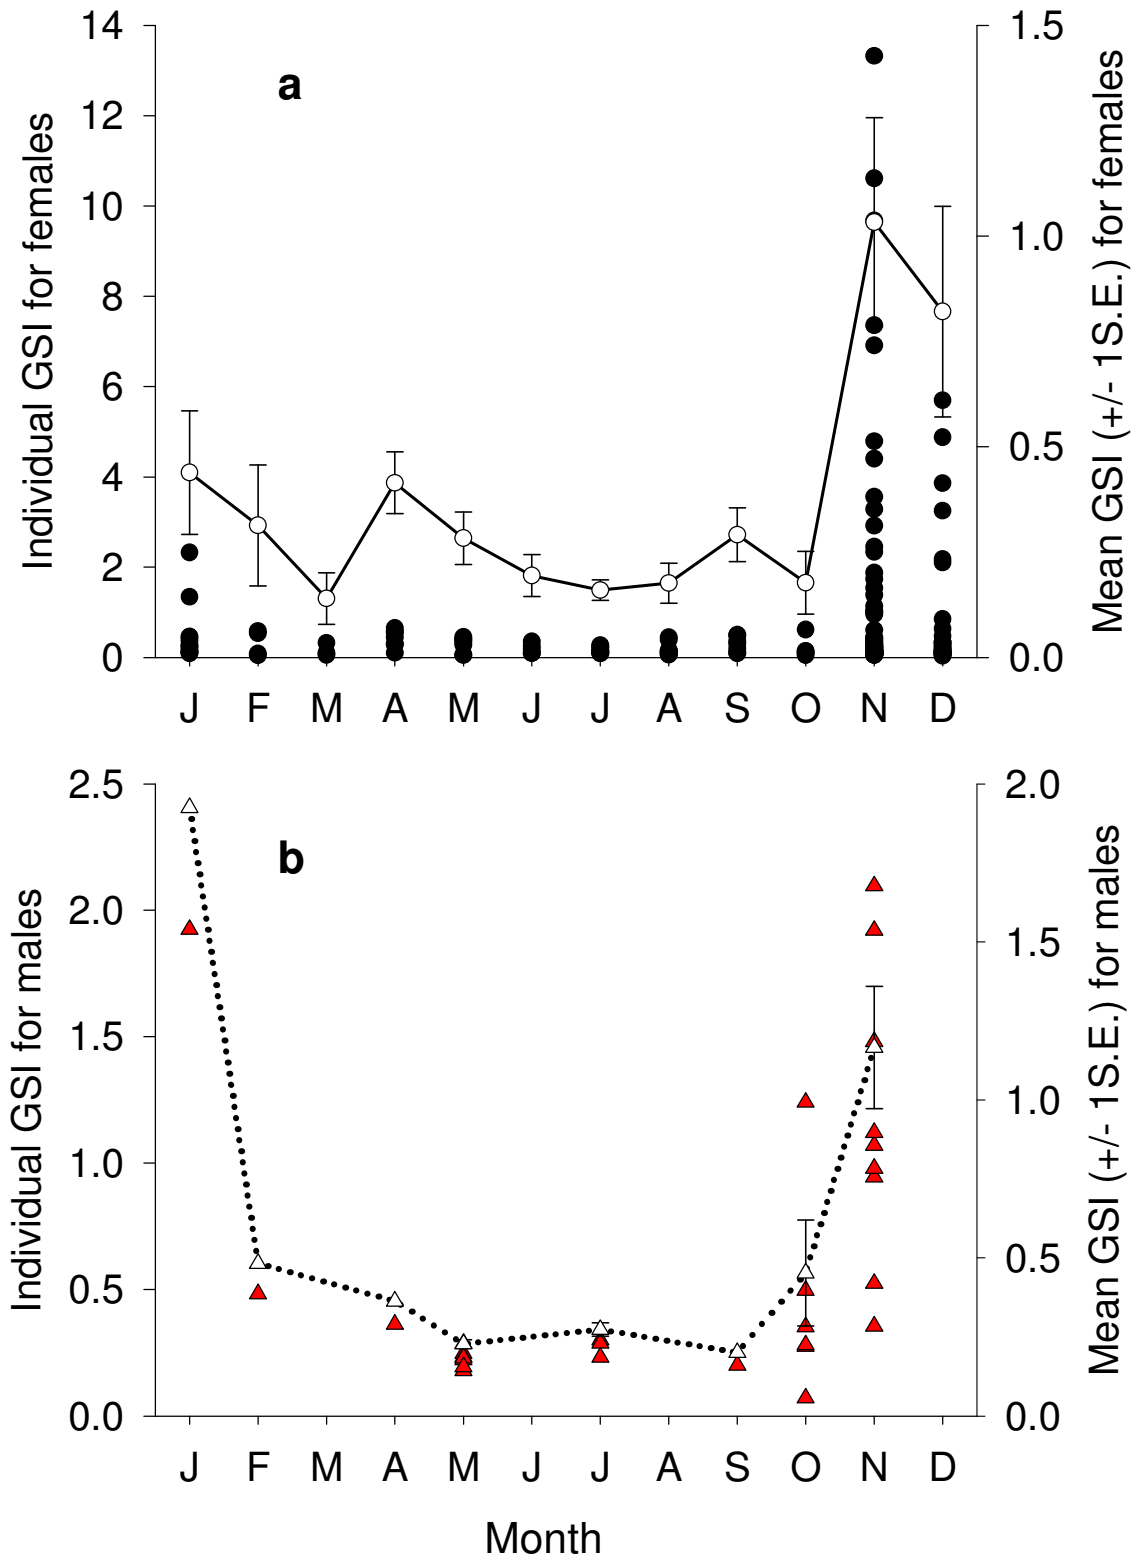 a
Individual GSI for females
14
12
10
8
6
4
2
0
1.5
1.0
0.5
0.0
Mean GSI (+/- 1S.E.) for females
J F M A M J J A S O N D
b
Individual GSI for males
2.5
2.0
1.5
1.0
0.5
0.0
2.0
1.5
1.0
0.5
0.0
Mean GSI (+/- 1S.E.) for males
J F M A M J J A S O N D
Month